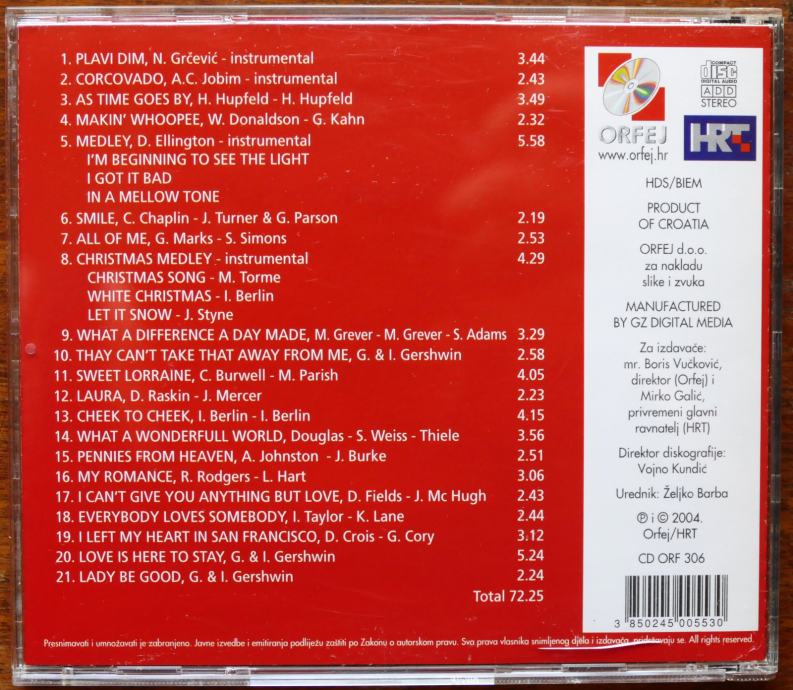 1. PLAVI DIM, N. Grčević - instrumental 3.44
2. CORCOVADO, A.C. Jobim - instrumental 2.43
3. AS TIME GOES BY, H. Hupfeld - H. Hupfeld 3.49
4. MAKIN' WHOOPEE, W. Donaldson - G. Kahn 2.32
5. MEDLEY, D. Ellington - instrumental 5.58
I'M BEGINNING TO SEE THE LIGHT
I GOT IT BAD
IN A MELLOW TONE
6. SMILE, C. Chaplin - J. Turner & G. Parson 2.19
7. ALL OF ME, G. Marks - S. Simons 2.53
8. CHRISTMAS MEDLEY - instrumental 4.29
CHRISTMAS SONG - M. Torme
WHITE CHRISTMAS - I. Berlin
LET IT SNOW - J. Styne
9. WHAT A DIFFERENCE A DAY MADE, M. Grever - M. Grever - S. Adams 3.29
10. THAY CAN'T TAKE THAT AWAY FROM ME, G. & I. Gershwin 2.58
11. SWEET LORRAINE, C. Burwell - M. Parish 4.05
12. LAURA, D. Raskin - J. Mercer 2.23
13. CHEEK TO CHEEK, I. Berlin - I. Berlin 4.15
14. WHAT A WONDERFULL WORLD, Douglas - S. Weiss - Thiele 3.56
15. PENNIES FROM HEAVEN, A. Johnston - J. Burke 2.51
16. MY ROMANCE, R. Rodgers - L. Hart 3.06
17. I CAN'T GIVE YOU ANYTHING BUT LOVE, D. Fields - J. Mc Hugh 2.43
18. EVERYBODY LOVES SOMEBODY, I. Taylor - K. Lane 2.44
19. I LEFT MY HEART IN SAN FRANCISCO, D. Crois - G. Cory 3.12
20. LOVE IS HERE TO STAY, G. & I. Gershwin 5.24
21. LADY BE GOOD, G. & I. Gershwin 2.24
Total 72.25
ORFEJ
www.orfej.hr
COMPACT
disc
DIGITAL AUDIO
ADD
STEREO
HRT
HDS/BIEM
PRODUCT
OF CROATIA
ORFEJ d.o.o.
za nakladu
slike i zvuka
MANUFACTURED
BY GZ DIGITAL MEDIA
Za izdavače:
mr. Boris Vučković,
direktor (Orfej) i
Mirko Galić,
privremeni glavni
ravnatelj (HRT)
Direktor diskografije:
Vojno Kundić
Urednik: Željko Barba
℗ i © 2004.
Orfej/HRT
CD ORF 306
3 850245 005530
Presnimavati i umnožavati je zabranjeno. Javne izvedbe i emitiranja podliježu zaštiti po Zakonu o autorskom pravu. Sva prava vlasnika snimljenog djela i izdavača, pridržavaju se. All rights reserved.